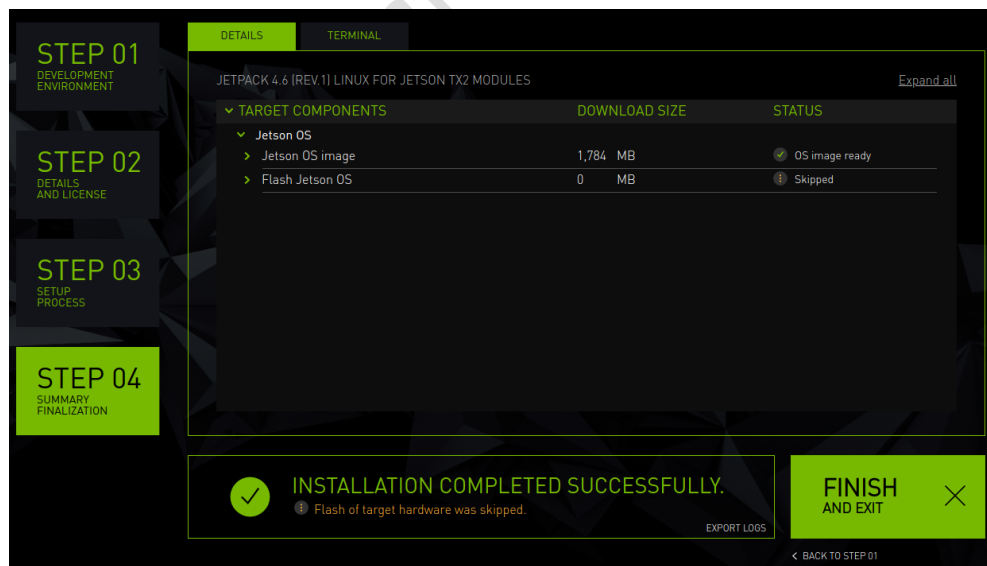 STEP 01
DEVELOPMENT
ENVIRONMENT
STEP 02
DETAILS
AND LICENSE
STEP 03
SETUP
PROCESS
STEP 04
SUMMARY
FINALIZATION
DETAILS TERMINAL
JETPACK 4.6 (REV.1) LINUX FOR JETSON TX2 MODULES Expand all
TARGET COMPONENTS DOWNLOAD SIZE STATUS
Jetson OS
Jetson OS image 1,784 MB OS image ready
Flash Jetson OS 0 MB Skipped
INSTALLATION COMPLETED SUCCESSFULLY.
Flash of target hardware was skipped.
EXPORT LOGS
FINISH
AND EXIT
BACK TO STEP 01